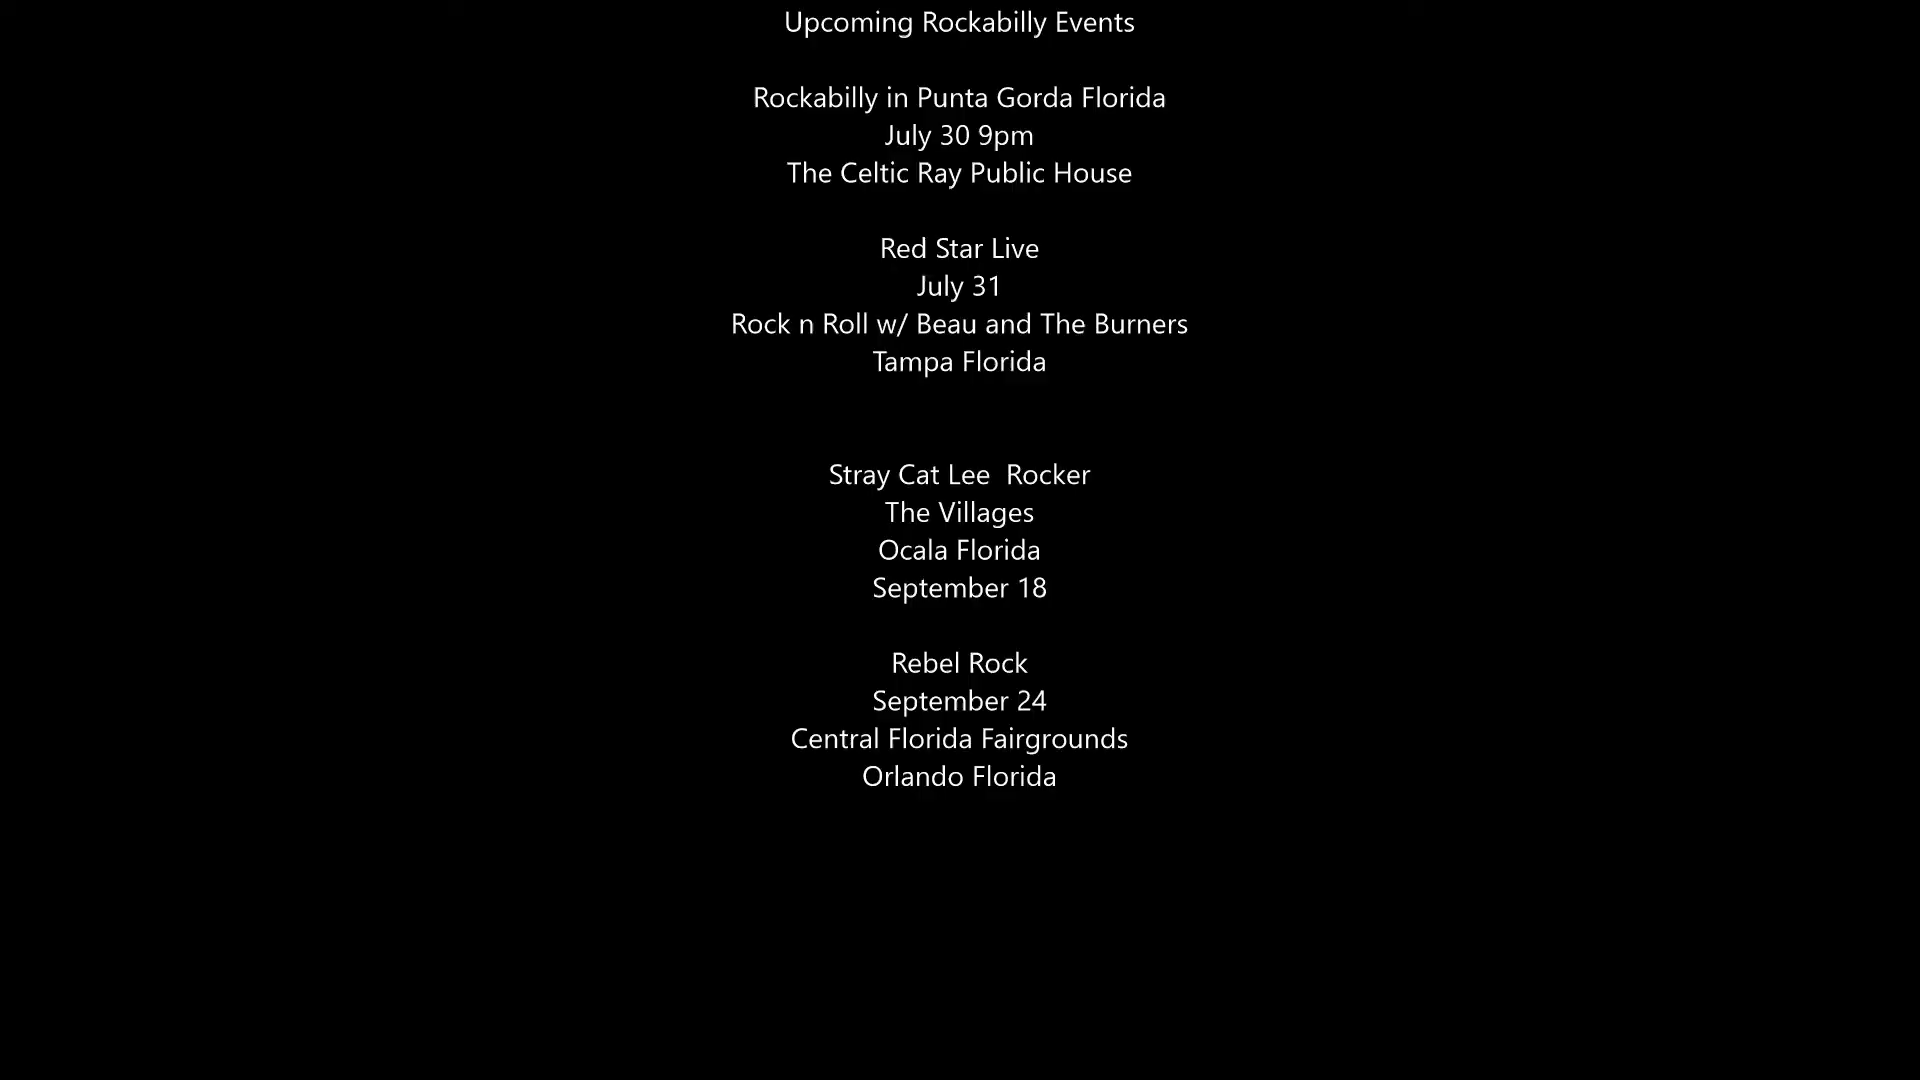 Upcoming Rockabilly Events
Rockabilly in Punta Gorda Florida
July 30 9pm
The Celtic Ray Public House
Red Star Live
July 31
Rock n Roll w/ Beau and The Burners
Tampa Florida
Stray Cat Lee  Rocker
The Villages
Ocala Florida
September 18
Rebel Rock
September 24
Central Florida Fairgrounds
Orlando Florida